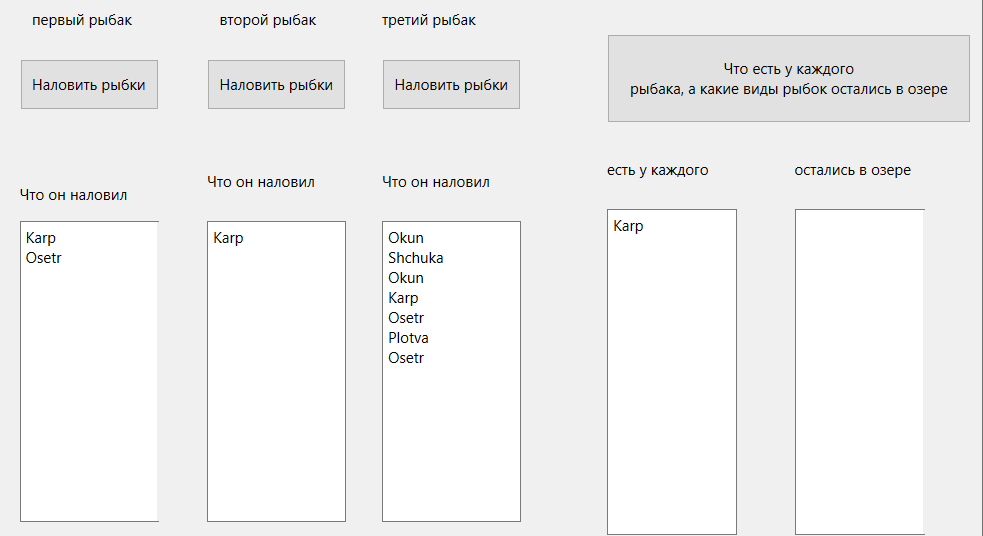 первый рыбак
второй рыбак
третий рыбак
Наловить рыбки
Наловить рыбки
Наловить рыбки
Что есть у каждого
рыбака, а какие виды рыбок остались в озере
Что он наловил
Что он наловил
Что он наловил
есть у каждого
остались в озере
Karp
Osetr
Karp
Okun
Shchuka
Okun
Karp
Osetr
Plotva
Osetr
Karp